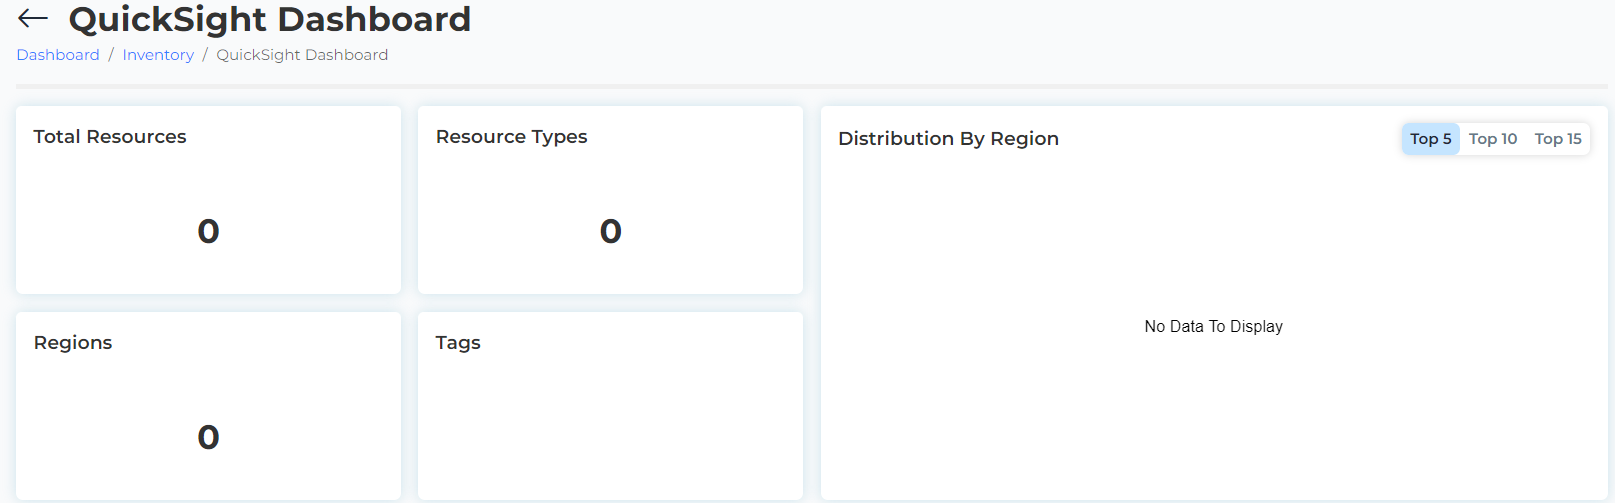 QuickSight Dashboard
Dashboard / Inventory / QuickSight Dashboard
Total Resources
0
Resource Types
0
Distribution By Region
Top 5 Top 10 Top 15
No Data To Display
Regions
0
Tags